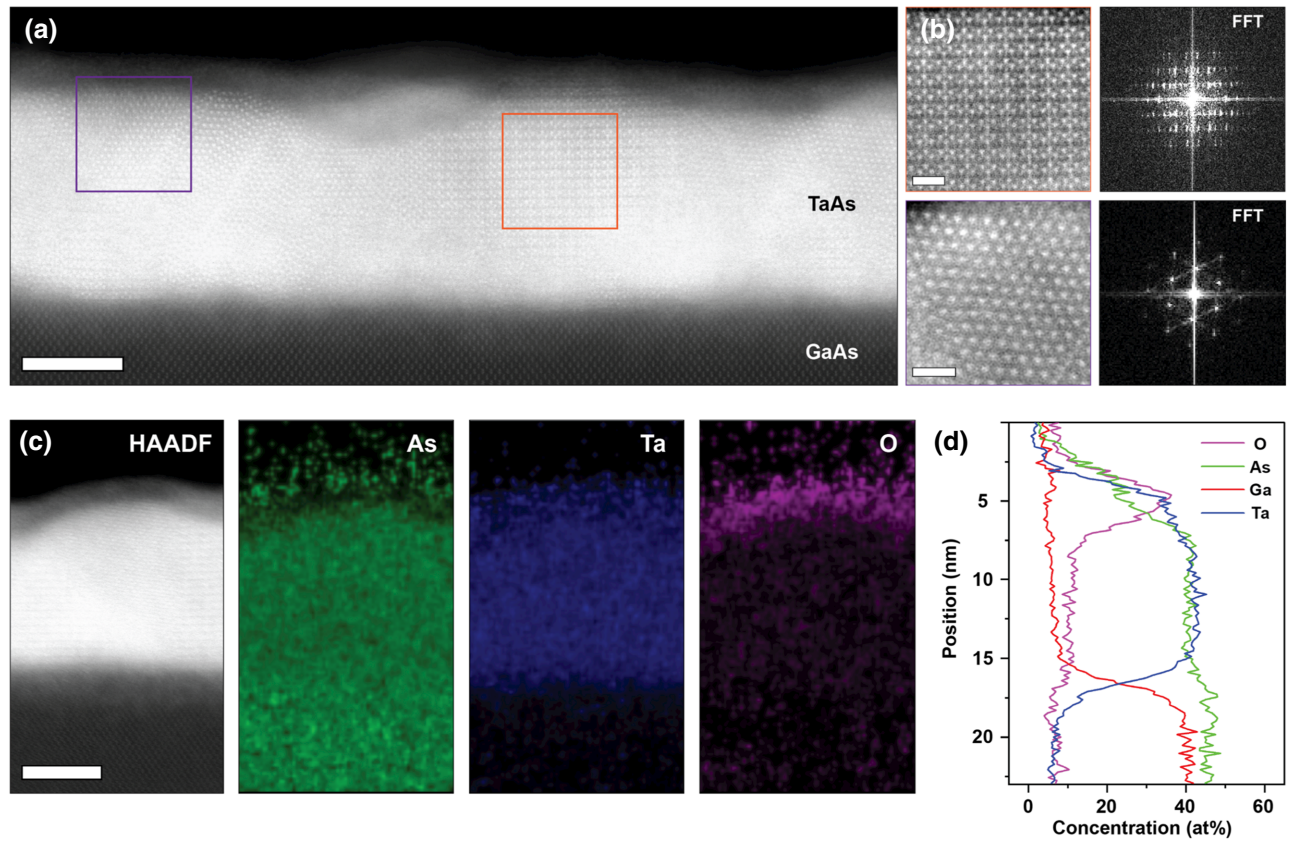 (a)
TaAs
GaAs
(b)
FFT
FFT
(c)
HAADF
As
Ta
O
(d)
O
As
Ga
Ta
5
10
15
20
Position (nm)
0 20 40 60
Concentration (at%)